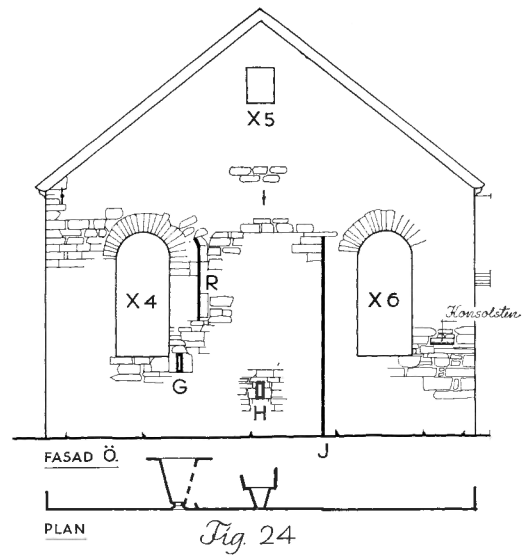 X5
R
X4
X6
Konsolsten
G
H
J
FASAD Ö.
PLAN
Fig. 24